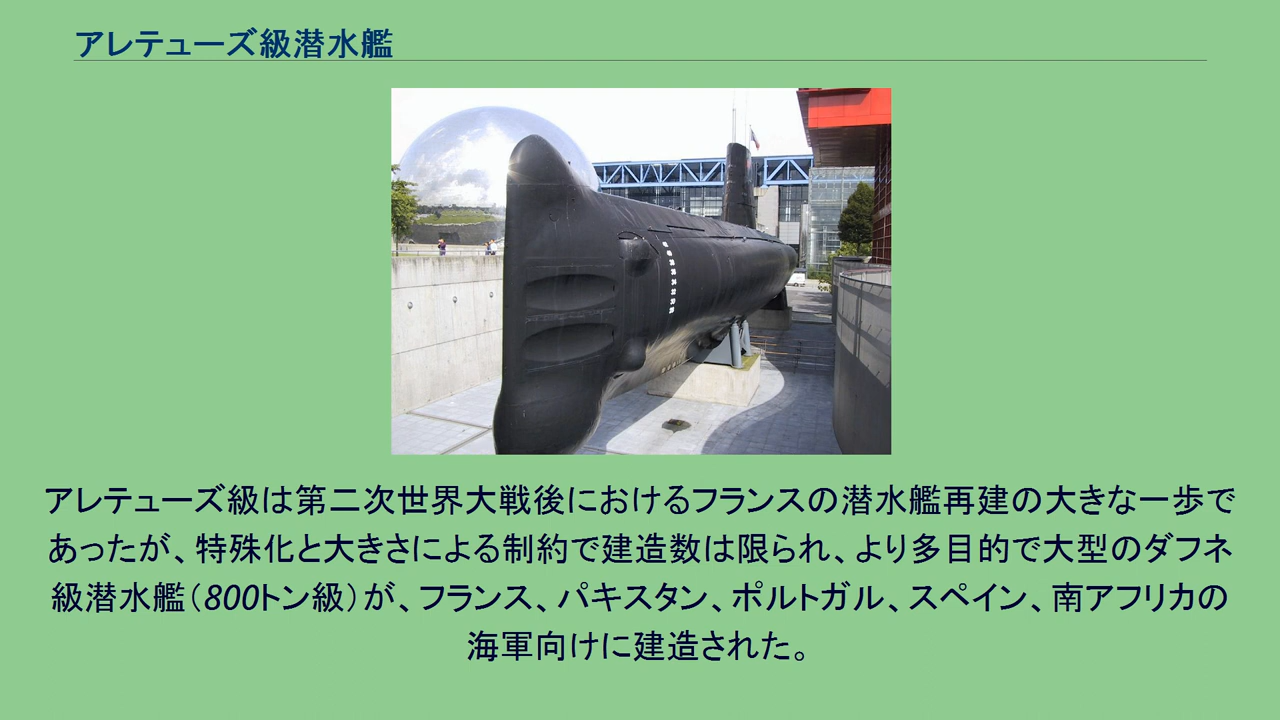 アレテューズ級潜水艦
アレテューズ級は第二次世界大戦後におけるフランスの潜水艦再建の大きな一歩で
あったが、特殊化と大きさによる制約で建造数は限られ、より多目的で大型のダフネ
級潜水艦（800トン級）が、フランス、パキスタン、ポルトガル、スペイン、南アフリカの
海軍向けに建造された。